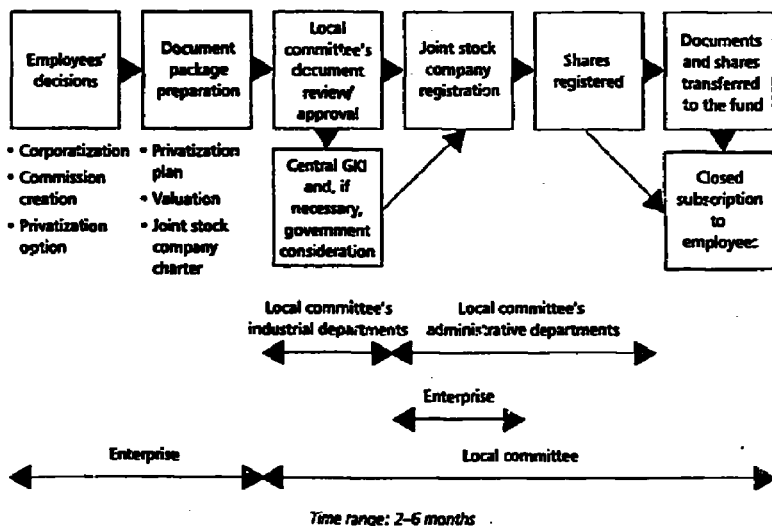 Employees'
decisions
Document
package
preparation
Local
committee's
document
review/
approval
Joint stock
company
registration
Shares
registered
Documents
and shares
transferred
to the fund
• Corporatization
• Commission
creation
• Privatization
option
• Privatization
plan
• Valuation
• Joint stock
company
charter
Central GKI
and, if
necessary,
government
consideration
Closed
subscription
to
employees
Local committee's
industrial departments
Local committee's
administrative departments
Enterprise
Enterprise
Local committee
Time range: 2–6 months